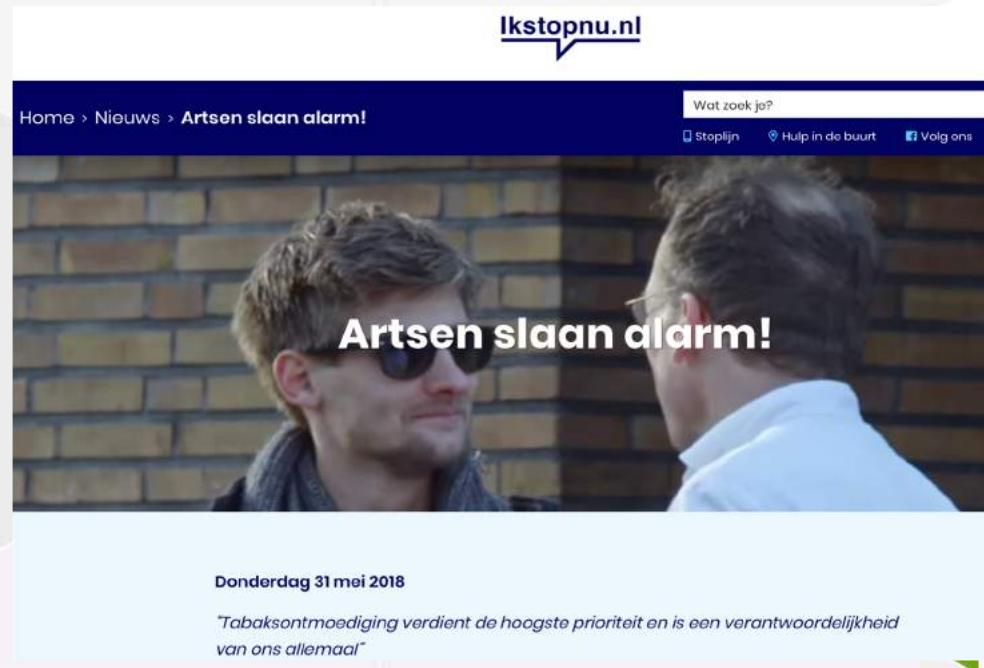 Ikstopnu.nl
Home › Nieuws › Artsen slaan alarm!
Wat zoek je?
Stoplijn Hulp in de buurt Volg ons
Artsen slaan alarm!
Donderdag 31 mei 2018
"Tabaksontmoediging verdient de hoogste prioriteit en is een verantwoordelijkheid
van ons allemaal"